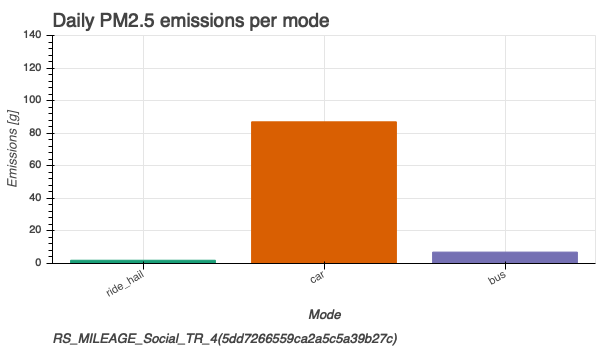 Daily PM2.5 emissions per mode
140
120
100
80
60
40
20
0
Emissions [g]
ride_hail
car
bus
Mode
RS_MILEAGE_Social_TR_4(5dd7266559ca2a5c5a39b27c)